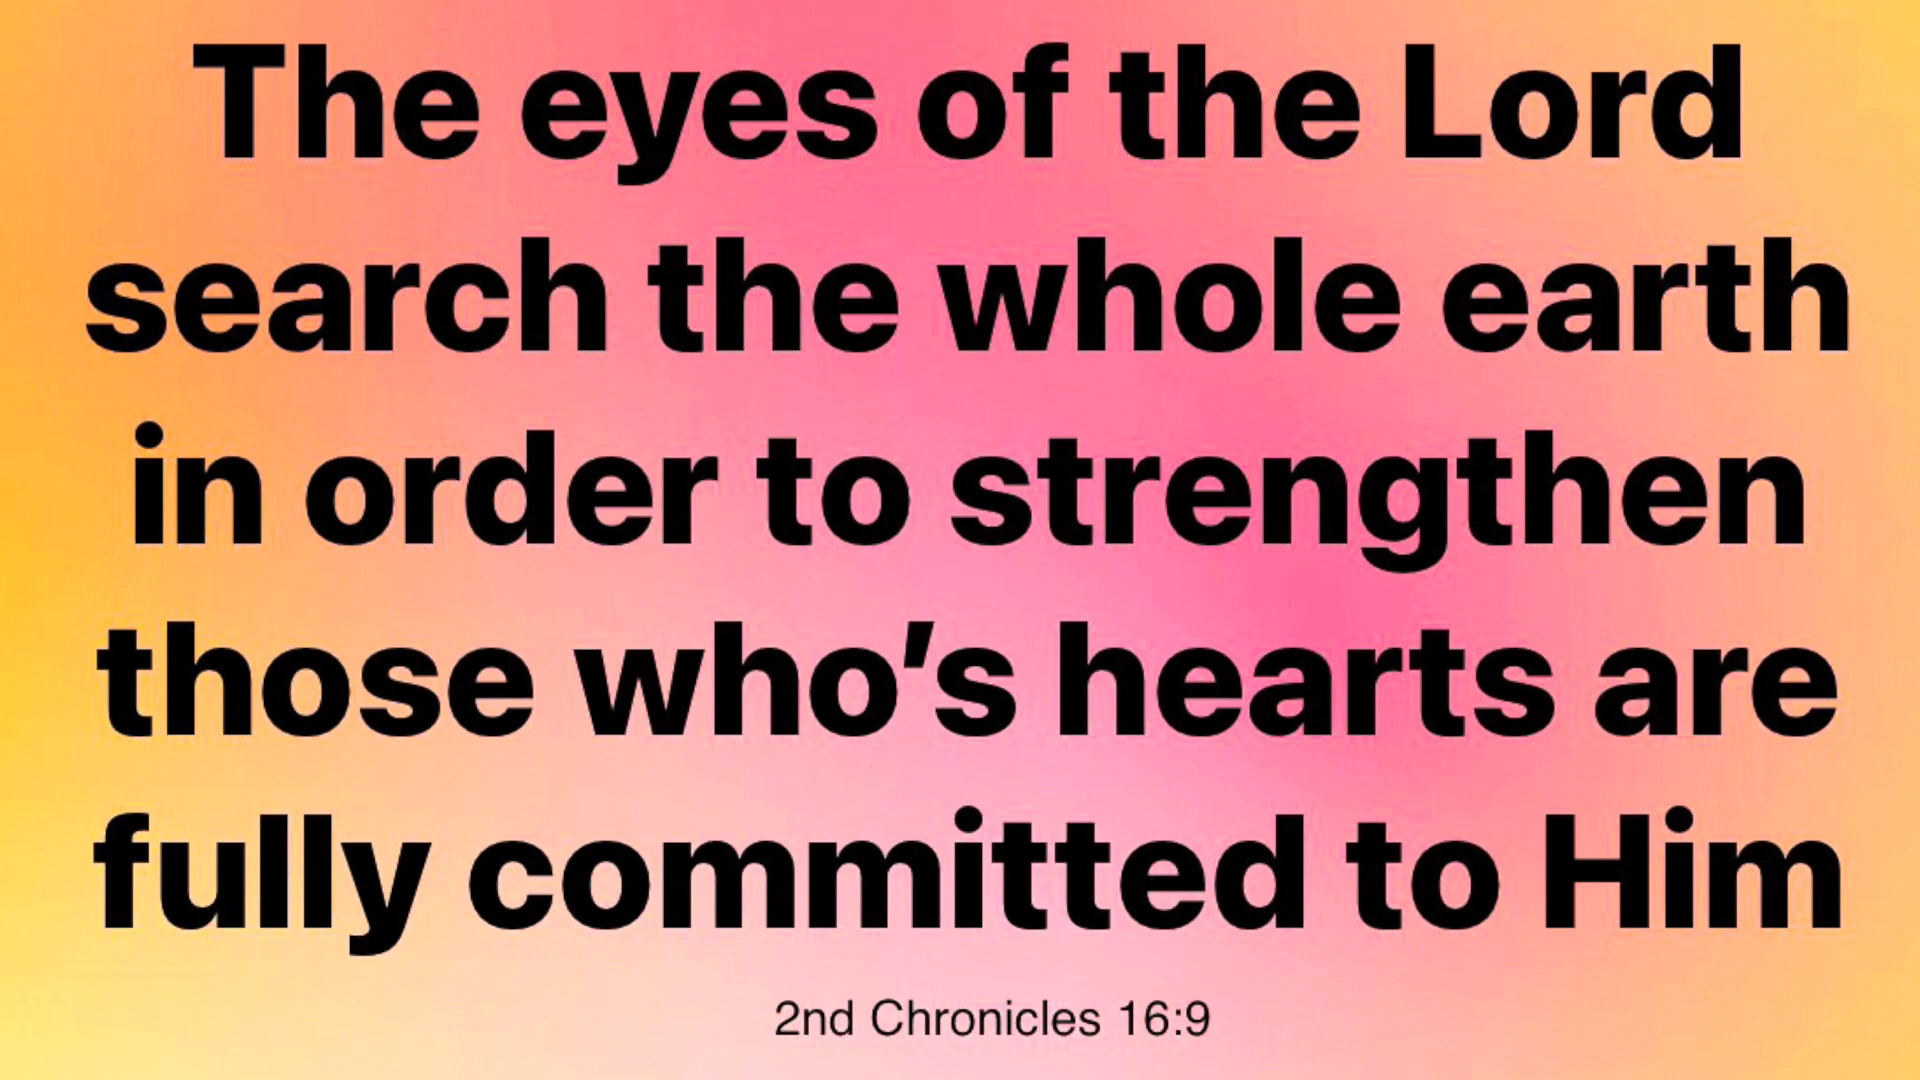 The eyes of the Lord
search the whole earth
in order to strengthen
those who’s hearts are
fully committed to Him
2nd Chronicles 16:9